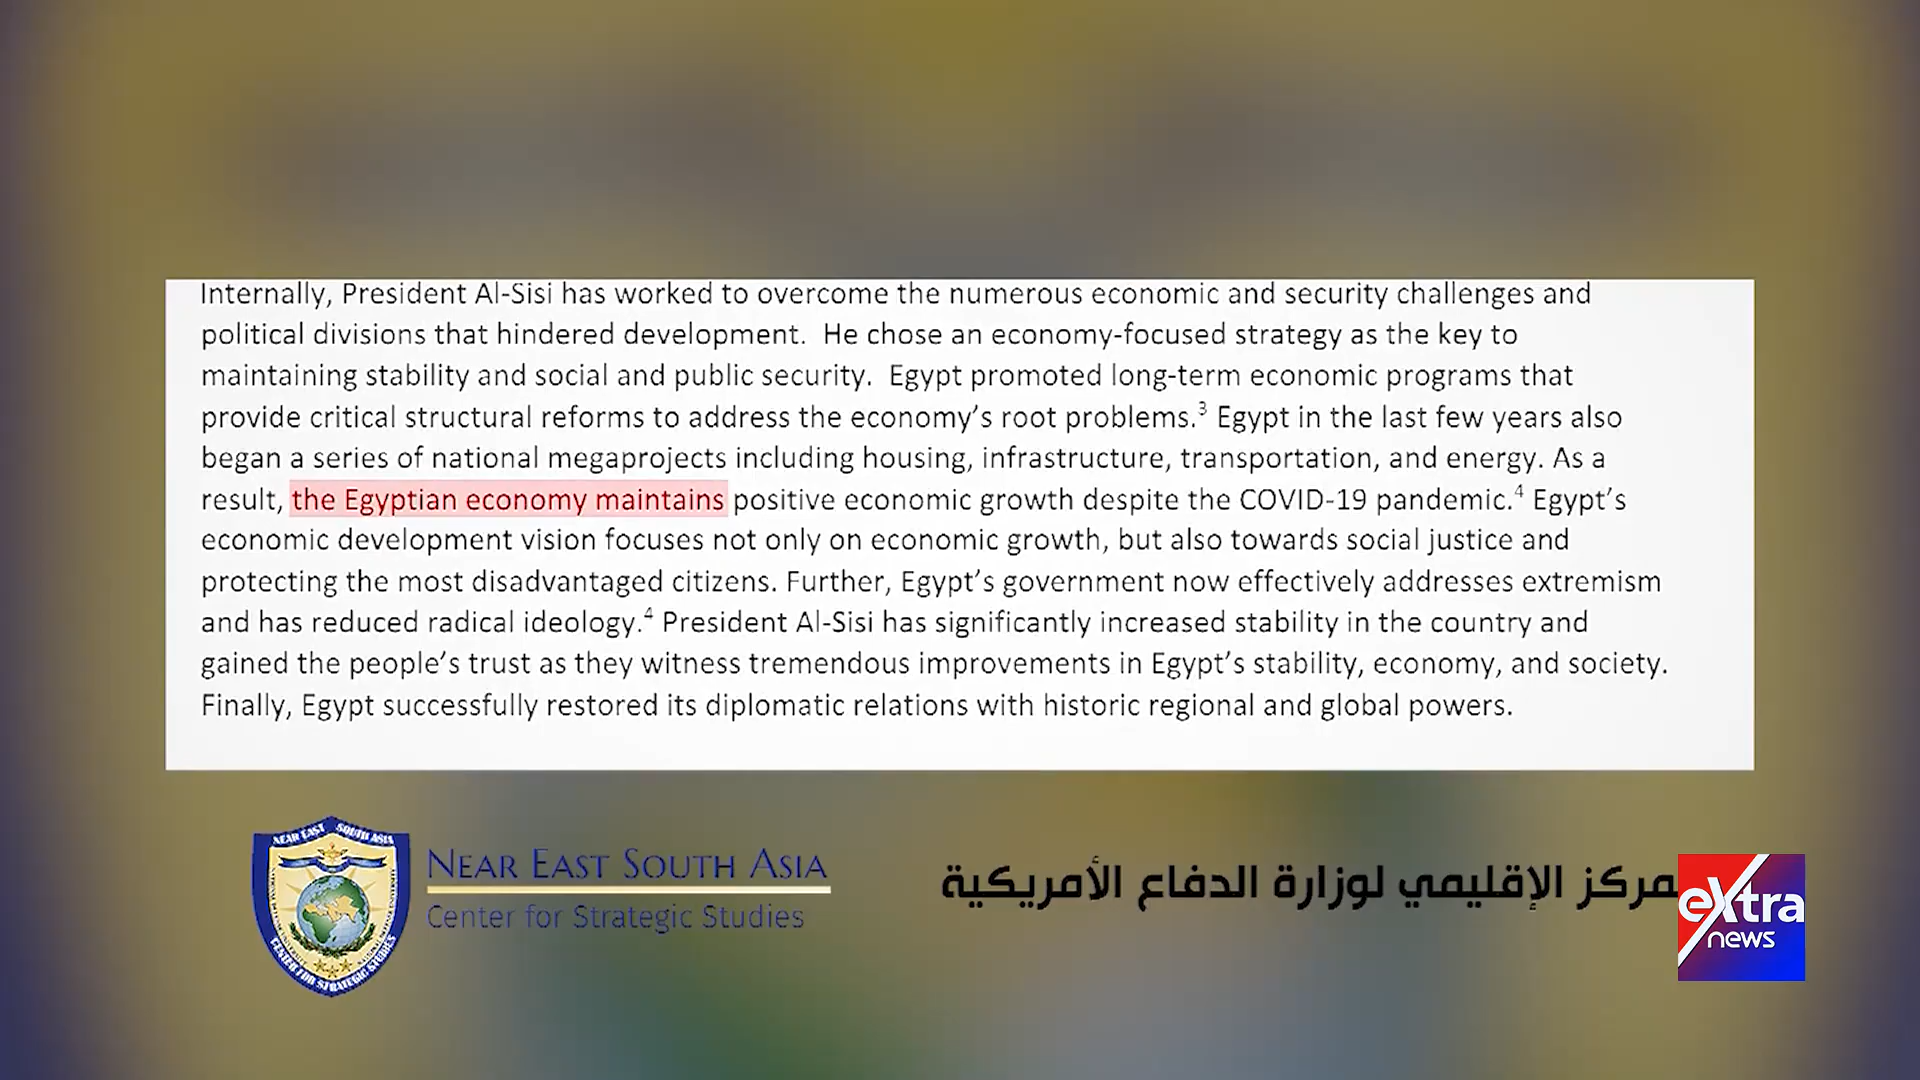 Internally, President Al-Sisi has worked to overcome the numerous economic and security challenges and
political divisions that hindered development.  He chose an economy-focused strategy as the key to
maintaining stability and social and public security.  Egypt promoted long-term economic programs that
provide critical structural reforms to address the economy’s root problems.³ Egypt in the last few years also
began a series of national megaprojects including housing, infrastructure, transportation, and energy. As a
result, the Egyptian economy maintains positive economic growth despite the COVID-19 pandemic.⁴ Egypt’s
economic development vision focuses not only on economic growth, but also towards social justice and
protecting the most disadvantaged citizens. Further, Egypt’s government now effectively addresses extremism
and has reduced radical ideology.⁴ President Al-Sisi has significantly increased stability in the country and
gained the people’s trust as they witness tremendous improvements in Egypt’s stability, economy, and society.
Finally, Egypt successfully restored its diplomatic relations with historic regional and global powers.
NEAR EAST SOUTH ASIA
CENTER FOR STRATEGIC STUDIES
NEAR EAST SOUTH ASIA
Center for Strategic Studies
مركز الإقليمي لوزارة الدفاع الأمريكية
eXtra
news